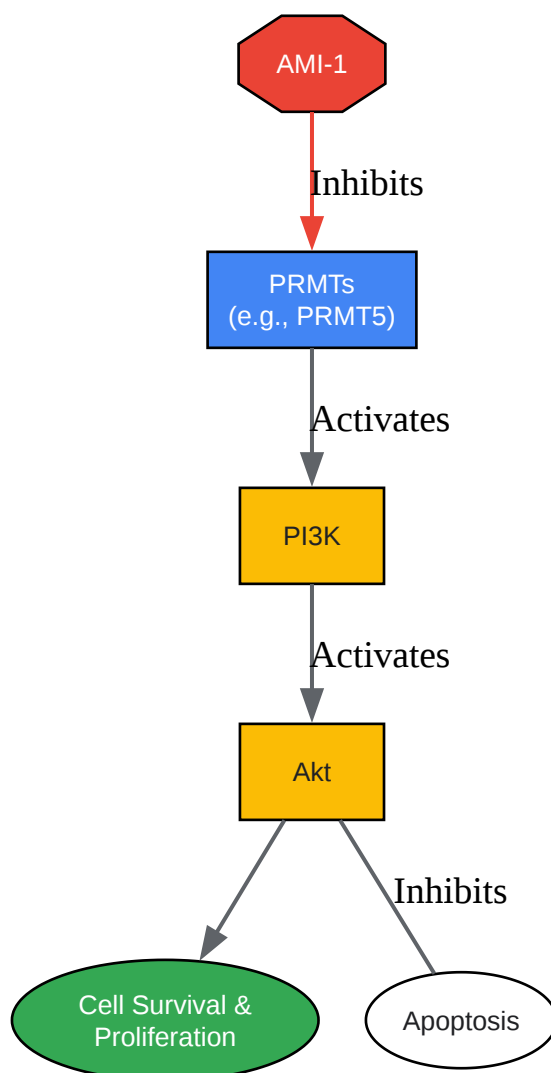 AMI-1
Inhibits
PRMTs
(e.g., PRMT5)
Activates
PI3K
Activates
Akt
Inhibits
Cell Survival &
Proliferation
Apoptosis